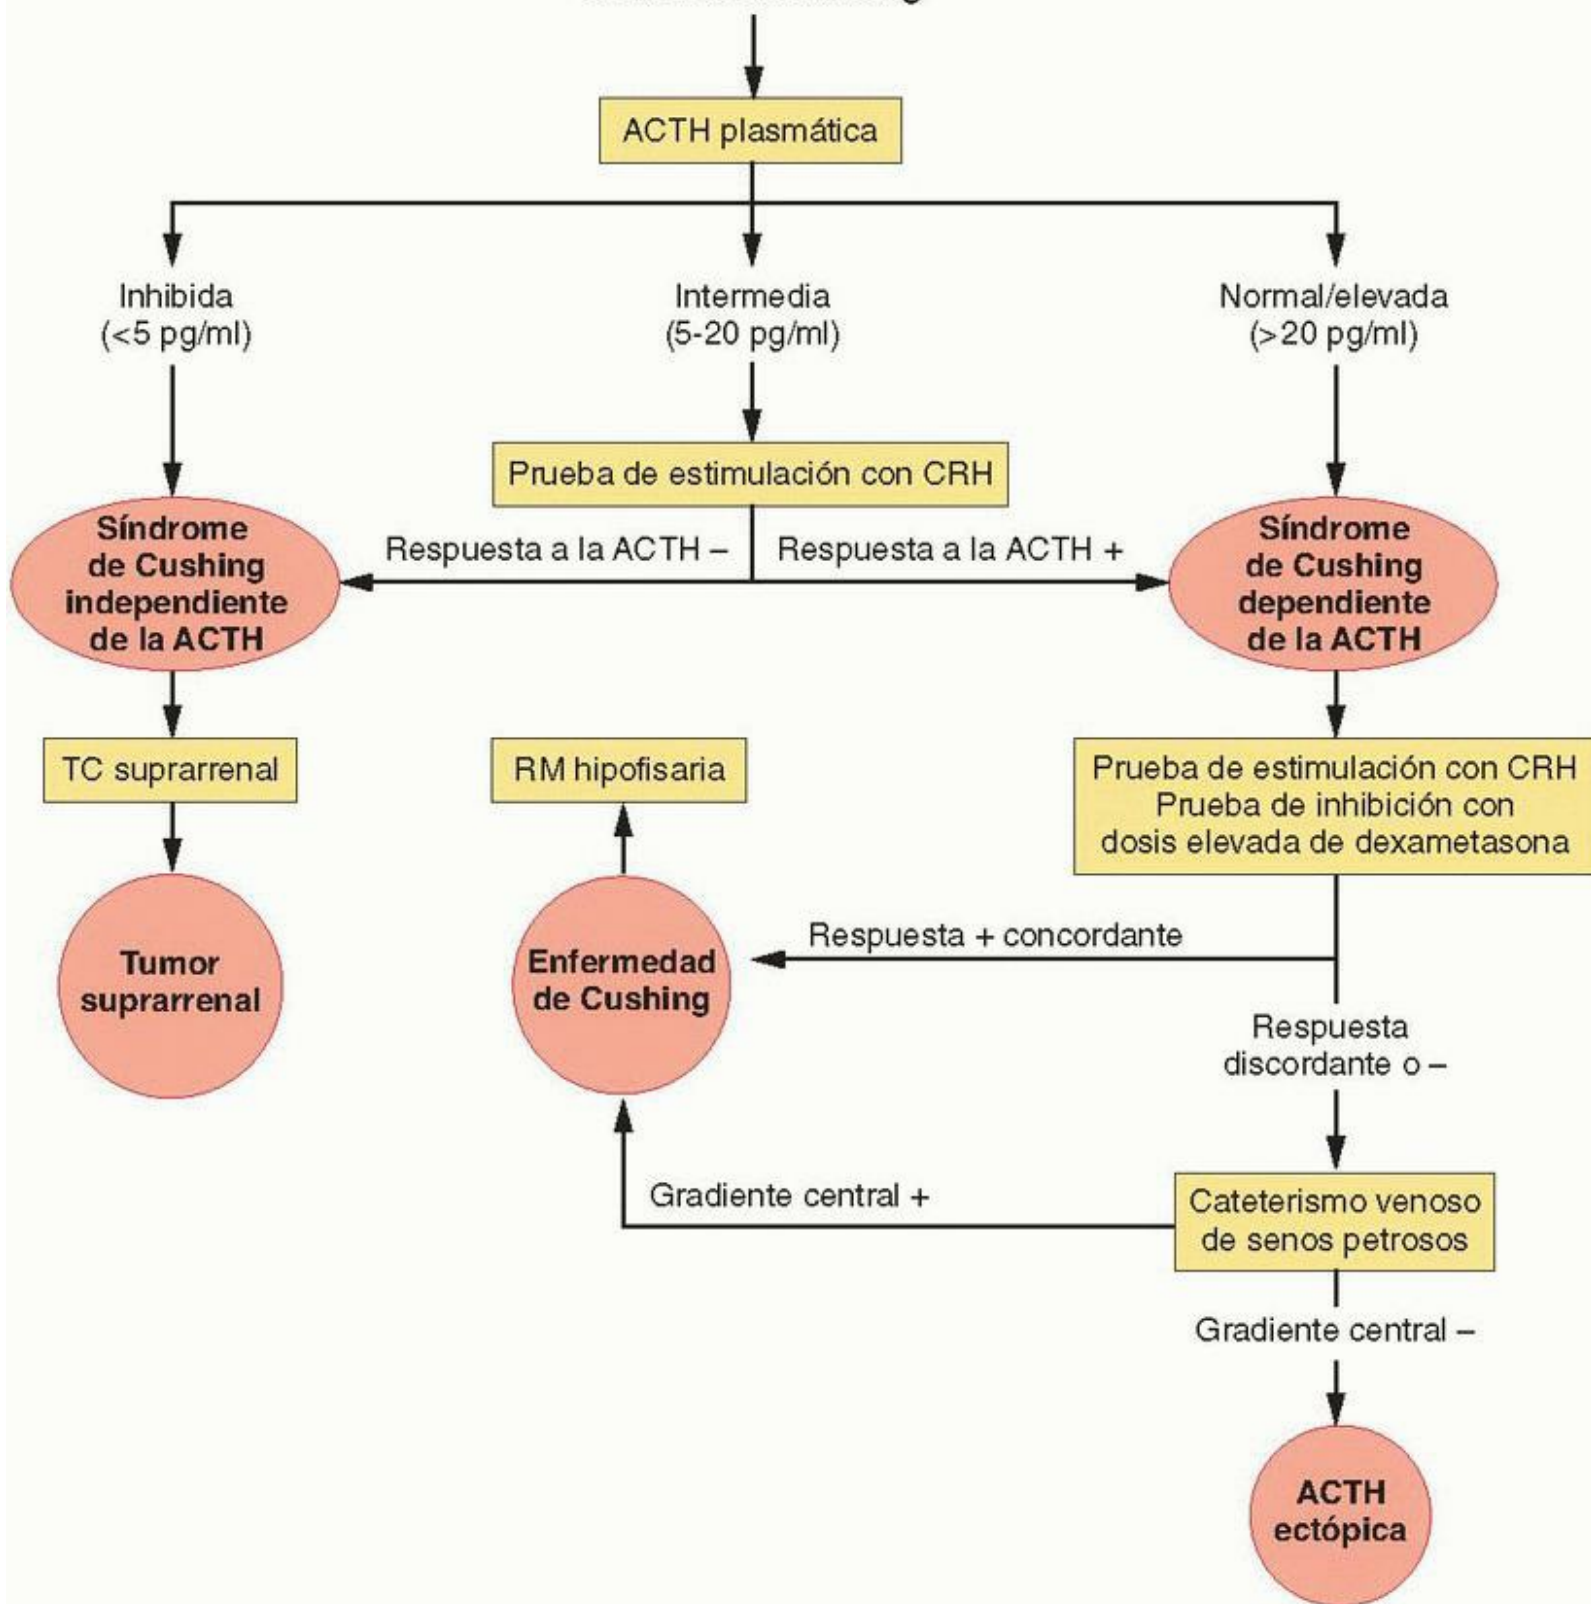 ACTH plasmática
Inhibida
(<5 pg/ml)
Intermedia
(5-20 pg/ml)
Normal/elevada
(>20 pg/ml)
Prueba de estimulación con CRH
Respuesta a la ACTH –
Respuesta a la ACTH +
Síndrome
de Cushing
independiente
de la ACTH
Síndrome
de Cushing
dependiente
de la ACTH
TC suprarrenal
RM hipofisaria
Prueba de estimulación con CRH
Prueba de inhibición con
dosis elevada de dexametasona
Respuesta + concordante
Tumor
suprarrenal
Enfermedad
de Cushing
Respuesta
discordante o –
Gradiente central +
Cateterismo venoso
de senos petrosos
Gradiente central –
ACTH
ectópica